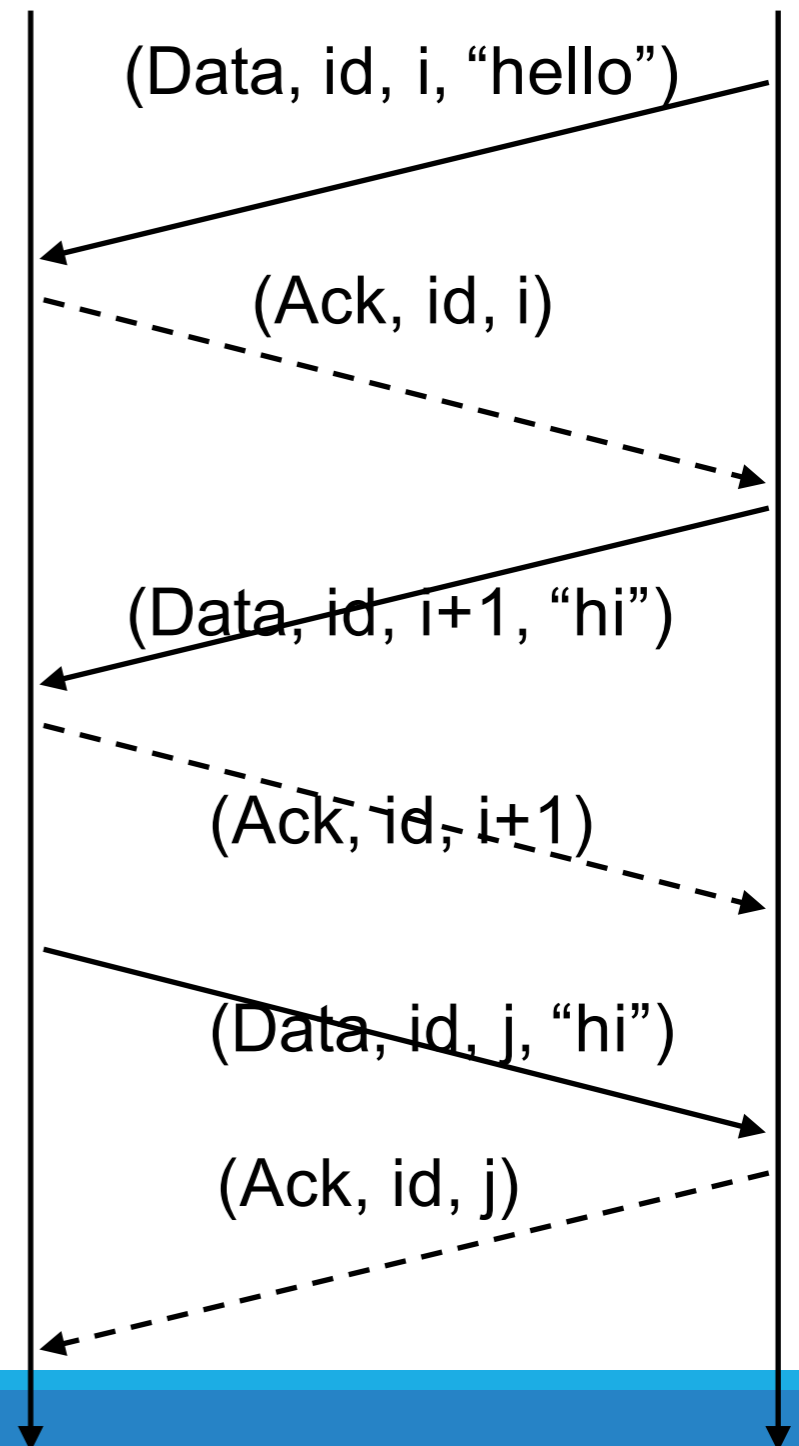 (Data, id, i, “hello”)
(Ack, id, i)
(Data, id, i+1, “hi”)
(Ack, id, i+1)
(Data, id, j, “hi”)
(Ack, id, j)